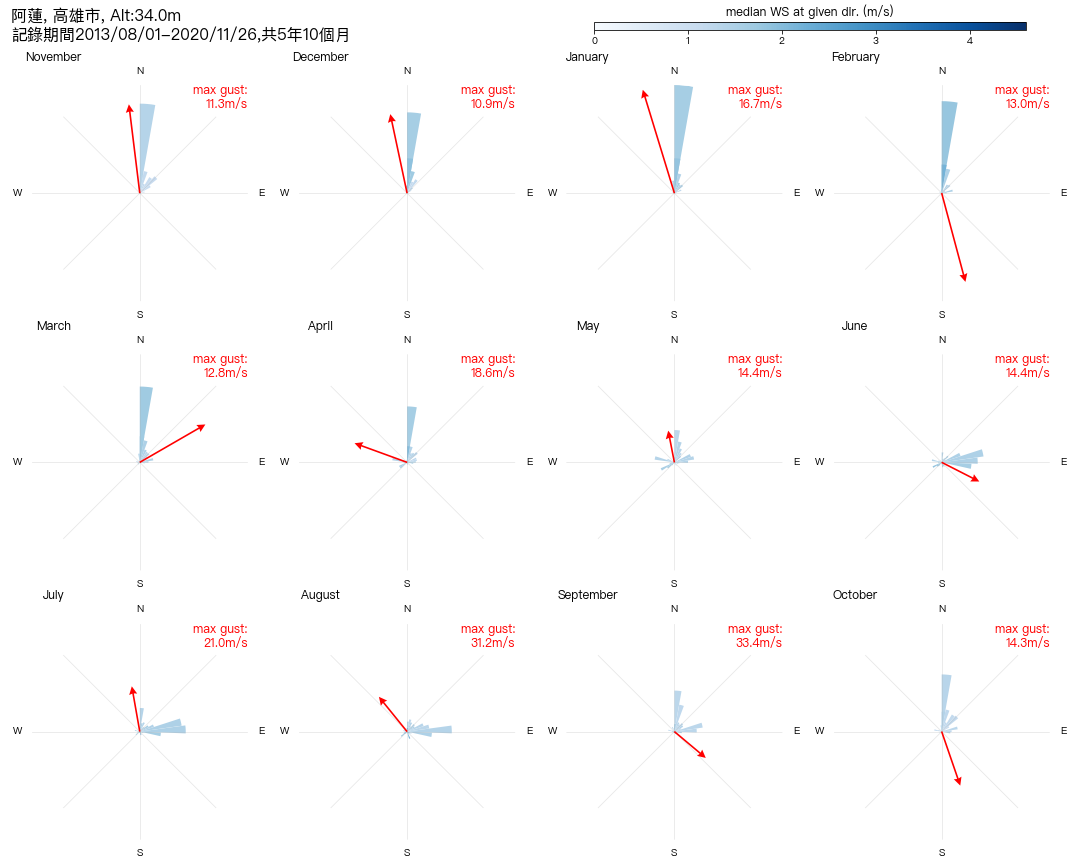 阿蓮, 高雄市, Alt:34.0m
記錄期間2013/08/01-2020/11/26,共5年10個月
median WS at given dir. (m/s)
0 1 2 3 4
November
N
max gust:
11.3m/s
W E
S
December
N
max gust:
10.9m/s
W E
S
January
N
max gust:
16.7m/s
W E
S
February
N
max gust:
13.0m/s
W E
S
March
N
max gust:
12.8m/s
W E
S
April
N
max gust:
18.6m/s
W E
S
May
N
max gust:
14.4m/s
W E
S
June
N
max gust:
14.4m/s
W E
S
July
N
max gust:
21.0m/s
W E
S
August
N
max gust:
31.2m/s
W E
S
September
N
max gust:
33.4m/s
W E
S
October
N
max gust:
14.3m/s
W E
S